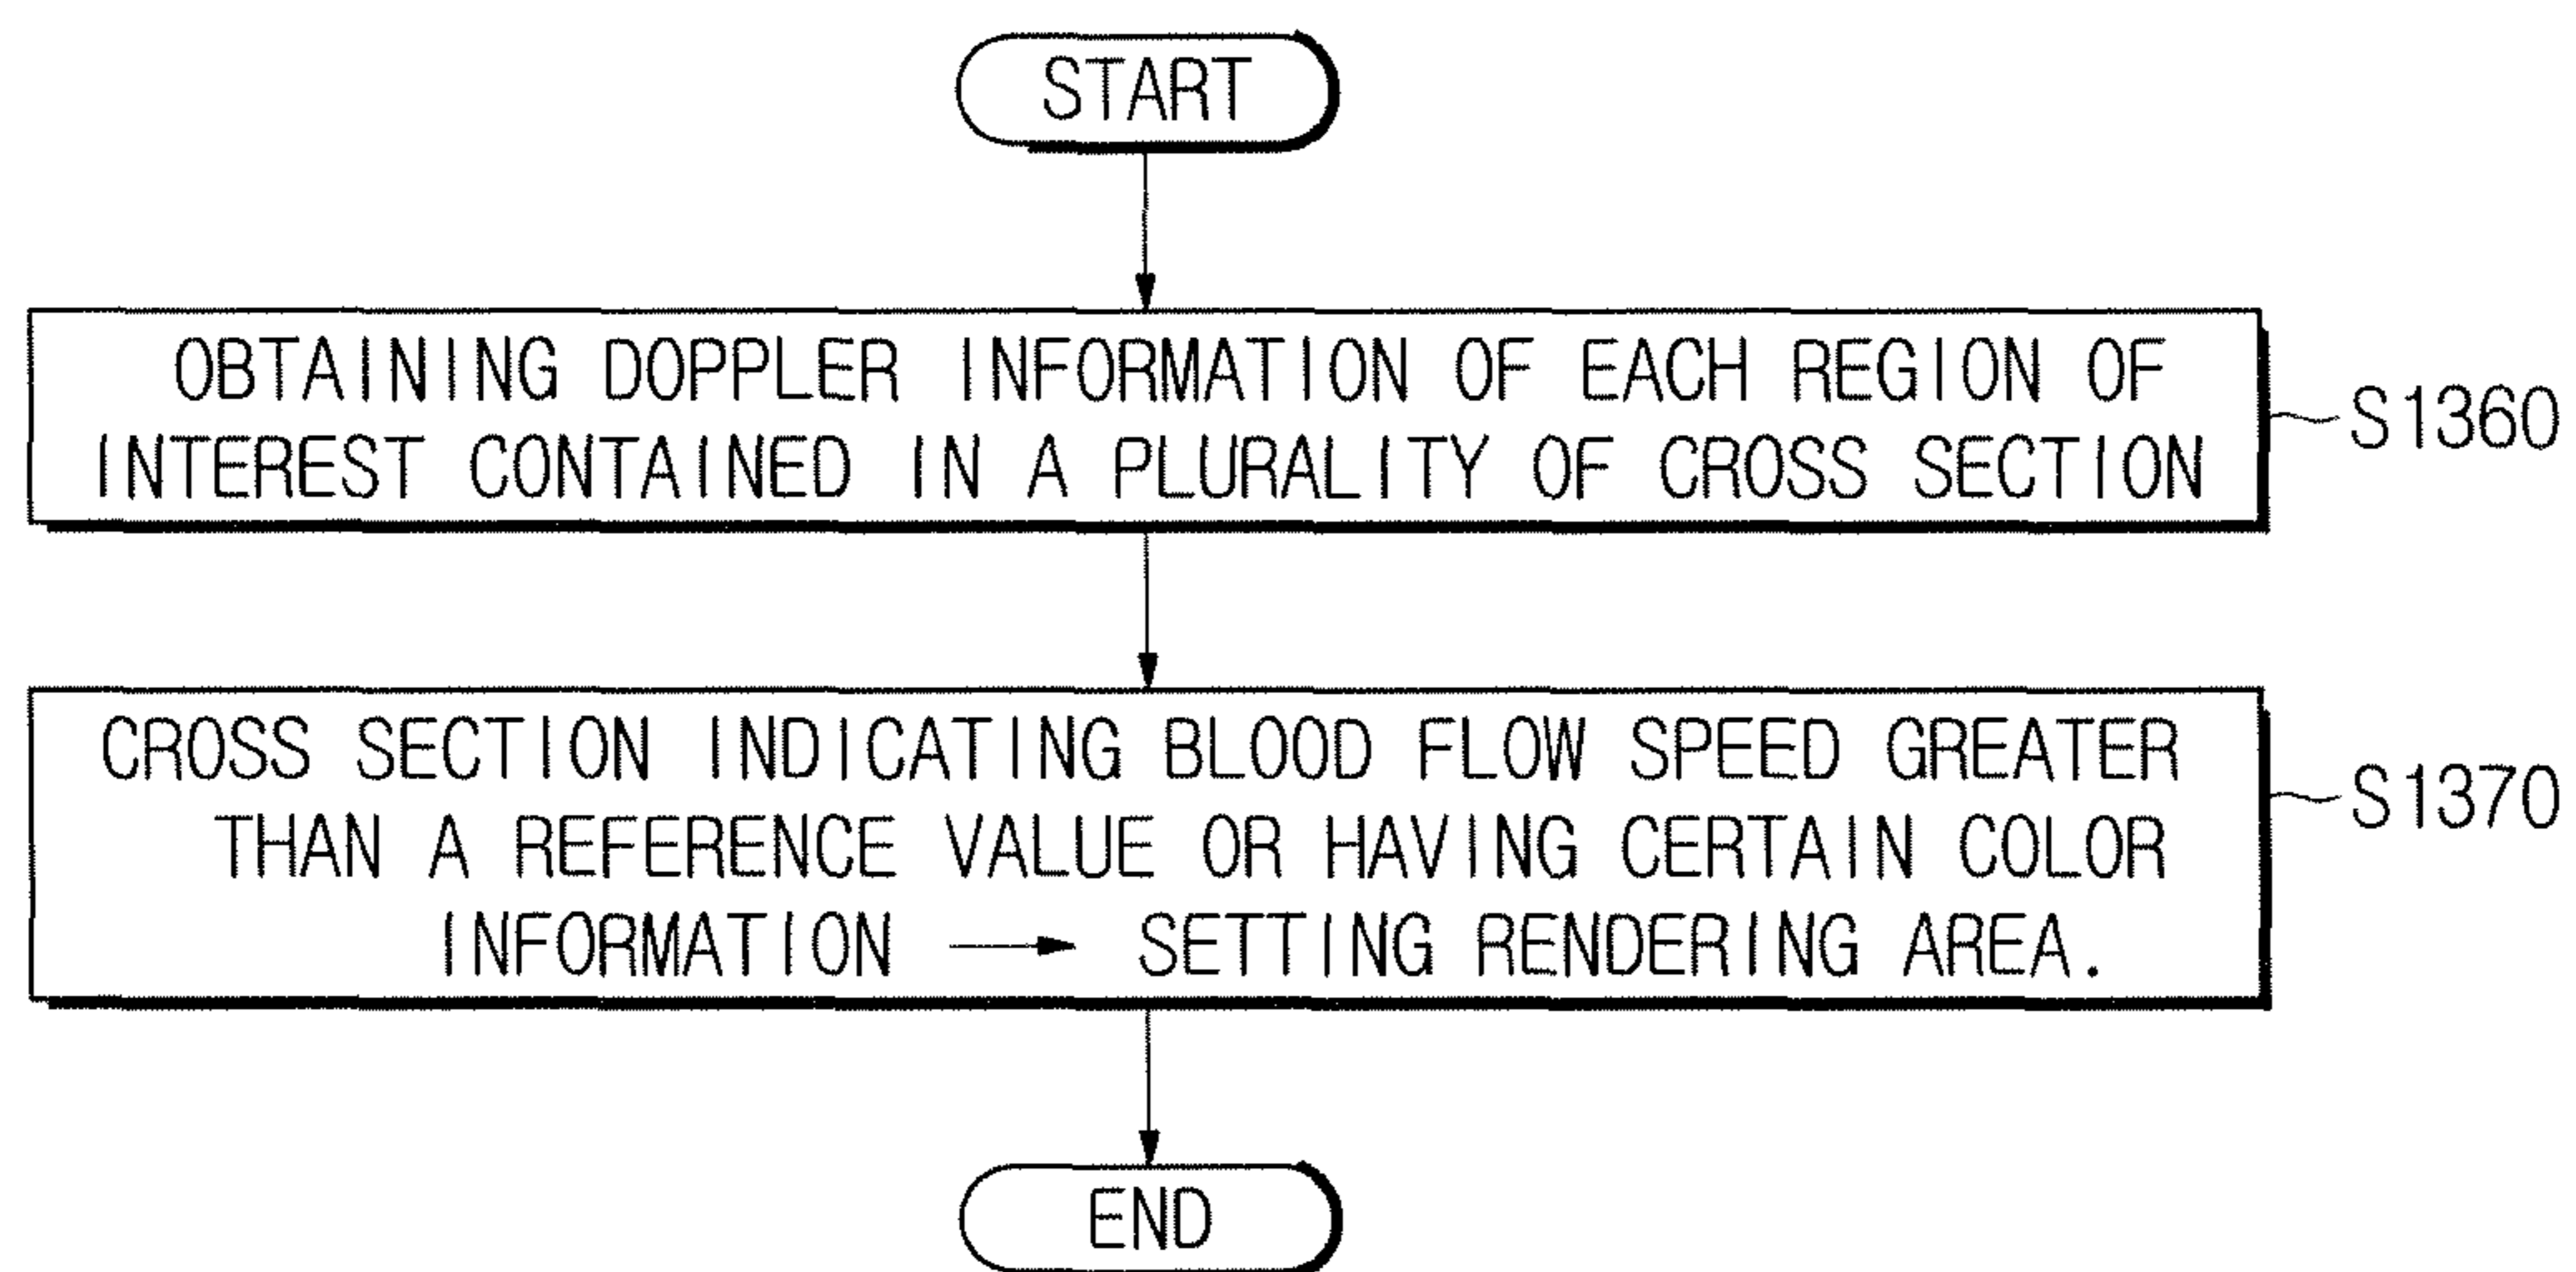 START
OBTAINING DOPPLER INFORMATION OF EACH REGION OF
INTEREST CONTAINED IN A PLURALITY OF CROSS SECTION
S1360
CROSS SECTION INDICATING BLOOD FLOW SPEED GREATER
THAN A REFERENCE VALUE OR HAVING CERTAIN COLOR
INFORMATION → SETTING RENDERING AREA.
S1370
END